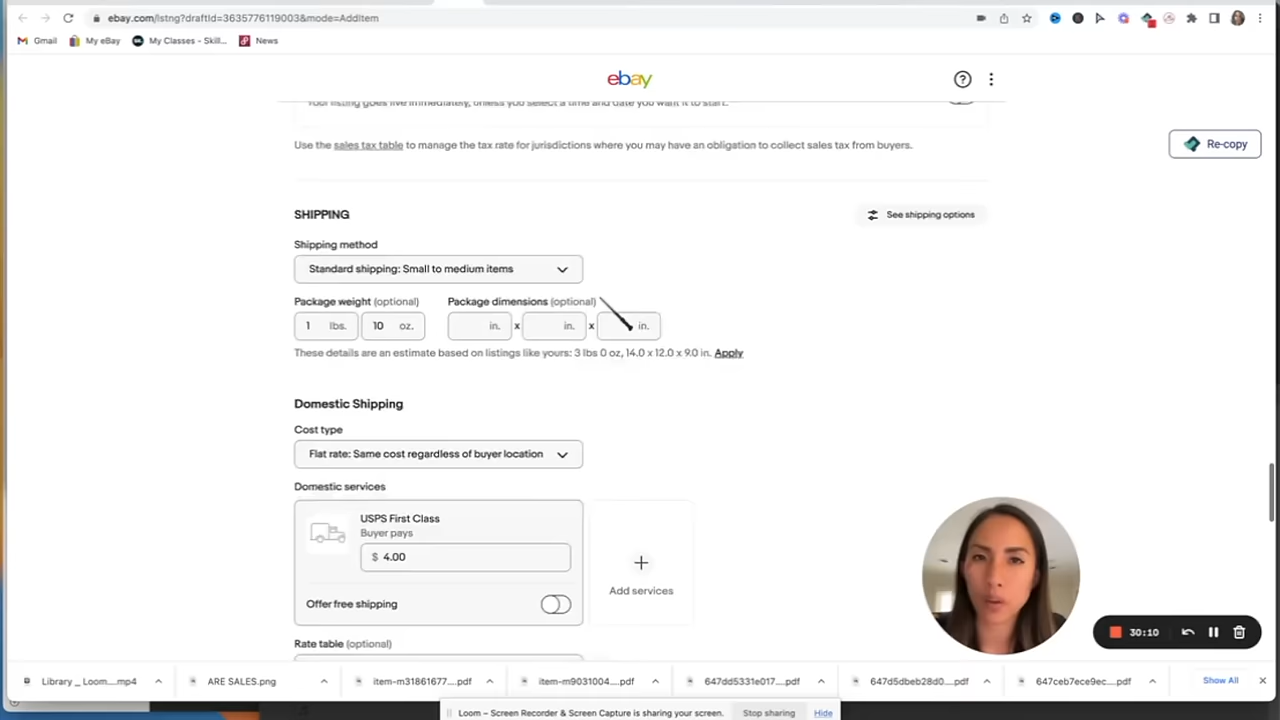 ebay.com/lstng?draftId=3635776119003&mode=AddItem
Gmail
My eBay
My Classes - Skill...
News
ebay
Your listing goes live immediately, unless you select a time and date you want it to start.
Use the sales tax table to manage the tax rate for jurisdictions where you may have an obligation to collect sales tax from buyers.
Re-copy
SHIPPING
See shipping options
Shipping method
Standard shipping: Small to medium items
Package weight (optional)
Package dimensions (optional)
1 lbs.
10 oz.
in. x in. x in.
These details are an estimate based on listings like yours: 3 lbs 0 oz, 14.0 x 12.0 x 9.0 in. Apply
Domestic Shipping
Cost type
Flat rate: Same cost regardless of buyer location
Domestic services
USPS First Class
Buyer pays
$ 4.00
Offer free shipping
+
Add services
Rate table (optional)
30:10
Library _ Loom....mp4
ARE SALES.png
item-m31861677....pdf
item-m9031004....pdf
647dd5331e017....pdf
647d5dbeb28d0....pdf
647ceb7ece9ec....pdf
Show All
Loom – Screen Recorder & Screen Capture is sharing your screen.
Stop sharing
Hide